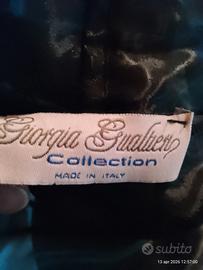 Giorgia Gualtieri
Collection
MADE IN ITALY
subito
13 apr 2026 12:57:00